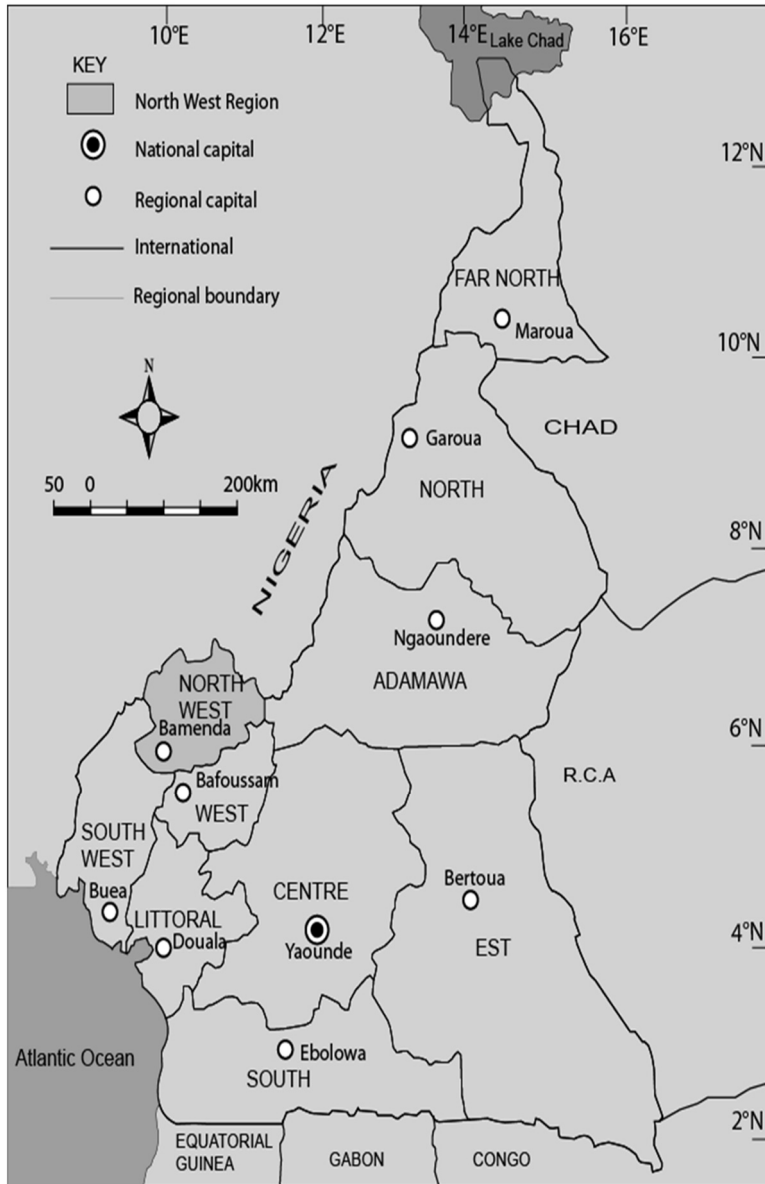 10°E 12°E 14°E 16°E
Lake Chad
KEY
North West Region
National capital
Regional capital
International
Regional boundary
12°N
FAR NORTH
Maroua
10°N
N
CHAD
Garoua
50 0 200km
NORTH
NIGERIA
8°N
Ngaoundere
ADAMAWA
NORTH
WEST
Bamenda
6°N
R.C.A
Bafoussam
WEST
SOUTH
WEST
Buea
CENTRE
Bertoua
LITTORAL
Douala
Yaounde
EST
4°N
Atlantic Ocean
Ebolowa
SOUTH
2°N
EQUATORIAL
GUINEA
GABON
CONGO